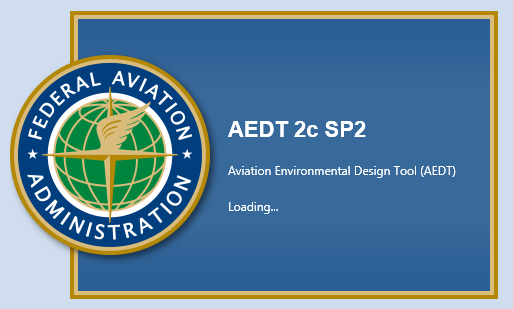 FEDERAL AVIATION
ADMINISTRATION
AEDT 2c SP2
Aviation Environmental Design Tool (AEDT)
Loading...